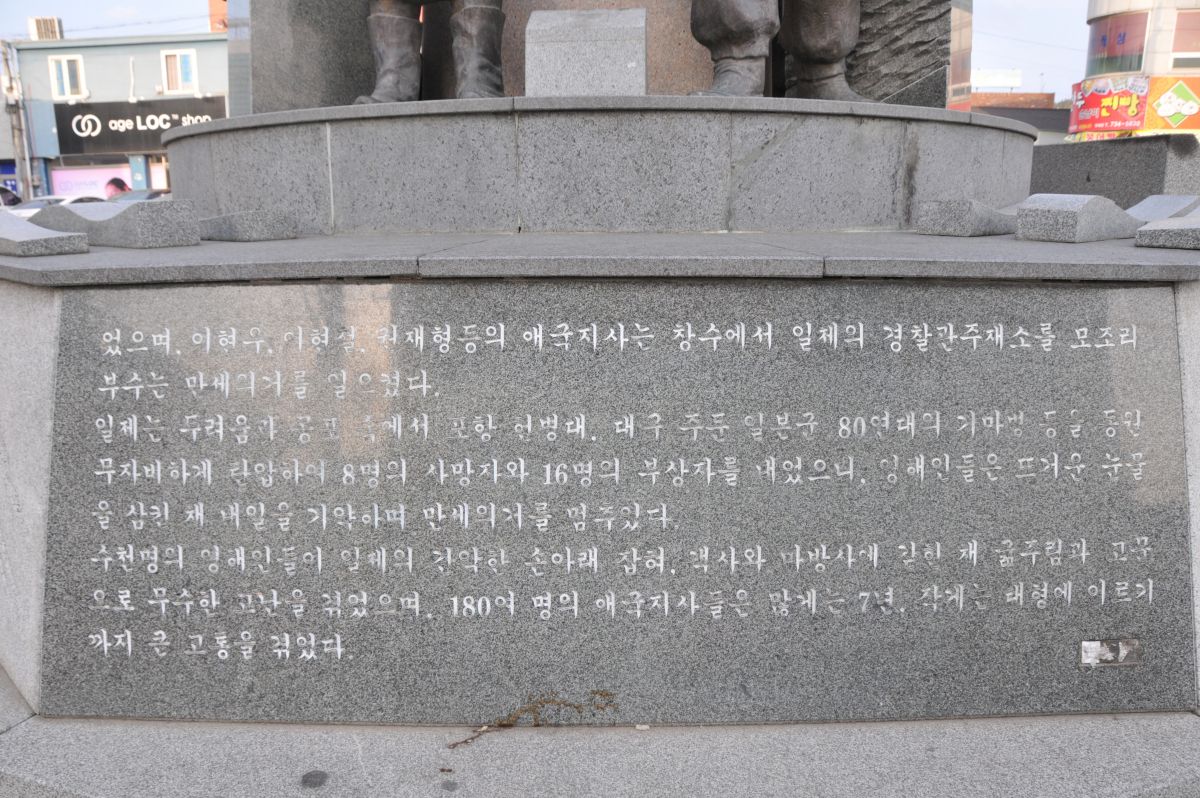 age LOC™ shop
찐빵
734-6820
었으며, 이현우, 이현설, 권재형등의 애국지사는 창수에서 일제의 경찰관주재소를 모조리
부수는 만세의거를 일으켰다.
일제는 두려움과 공포 속에서 포항 헌병대, 대구 주둔 일본군 80연대의 기마병 등을 동원
무자비하게 탄압하여 8명의 사망자와 16명의 부상자를 내었으니, 영해인들은 뜨거운 눈물
을 삼킨 채 내일을 기약하며 만세의거를 멈추었다.
수천명의 영해인들이 일제의 간악한 손아래 잡혀, 객사와 마방사에 갇힌 채 굶주림과 고문
으로 무수한 고난을 겪었으며, 180여 명의 애국지사들은 많게는 7년, 작게는 태형에 이르기
까지 큰 고통을 겪었다.